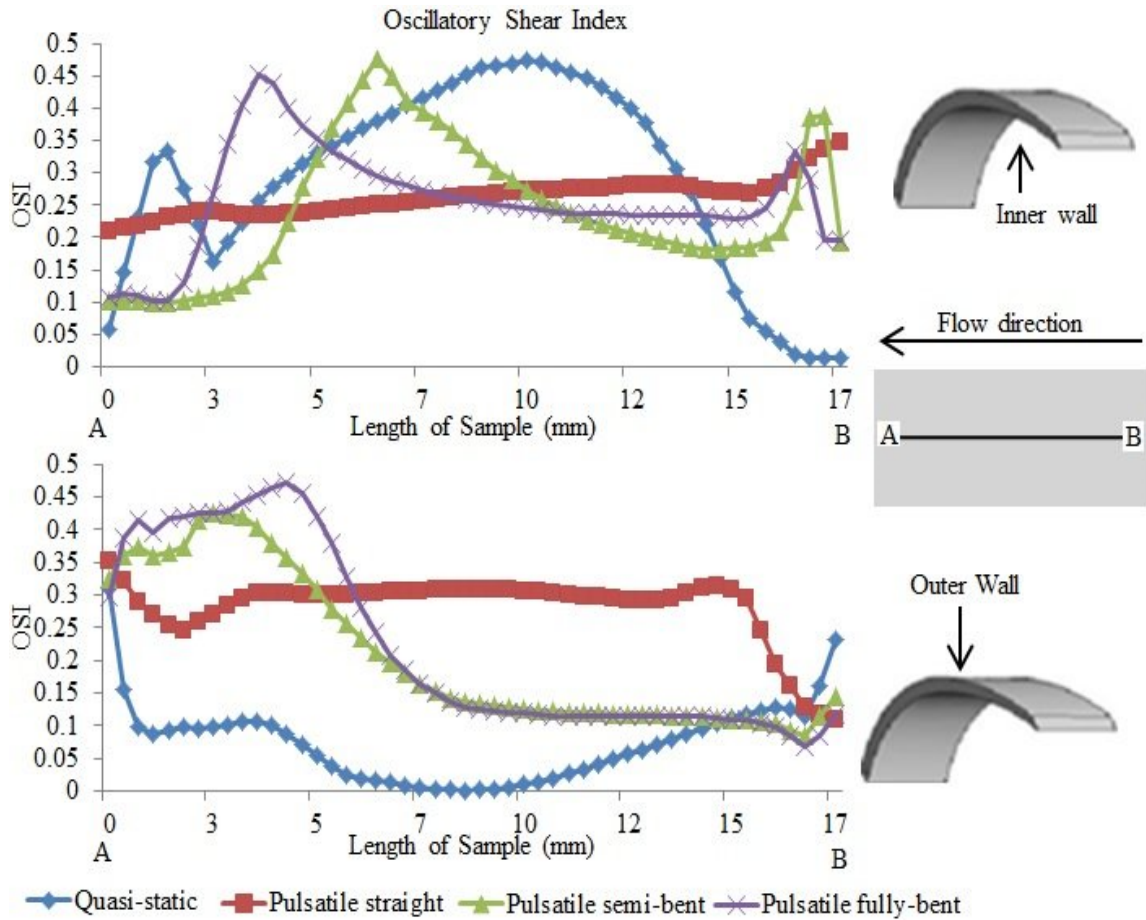 Oscillatory Shear Index
0.5
0.45
0.4
0.35
0.3
0.25
0.2
0.15
0.1
0.05
0
OSI
0 3 5 7 10 12 15 17
A Length of Sample (mm) B
Inner wall
Flow direction
A B
0.5
0.45
0.4
0.35
0.3
0.25
0.2
0.15
0.1
0.05
0
OSI
0 3 5 7 10 12 15 17
A Length of Sample (mm) B
Outer Wall
Quasi-static Pulsatile straight Pulsatile semi-bent Pulsatile fully-bent